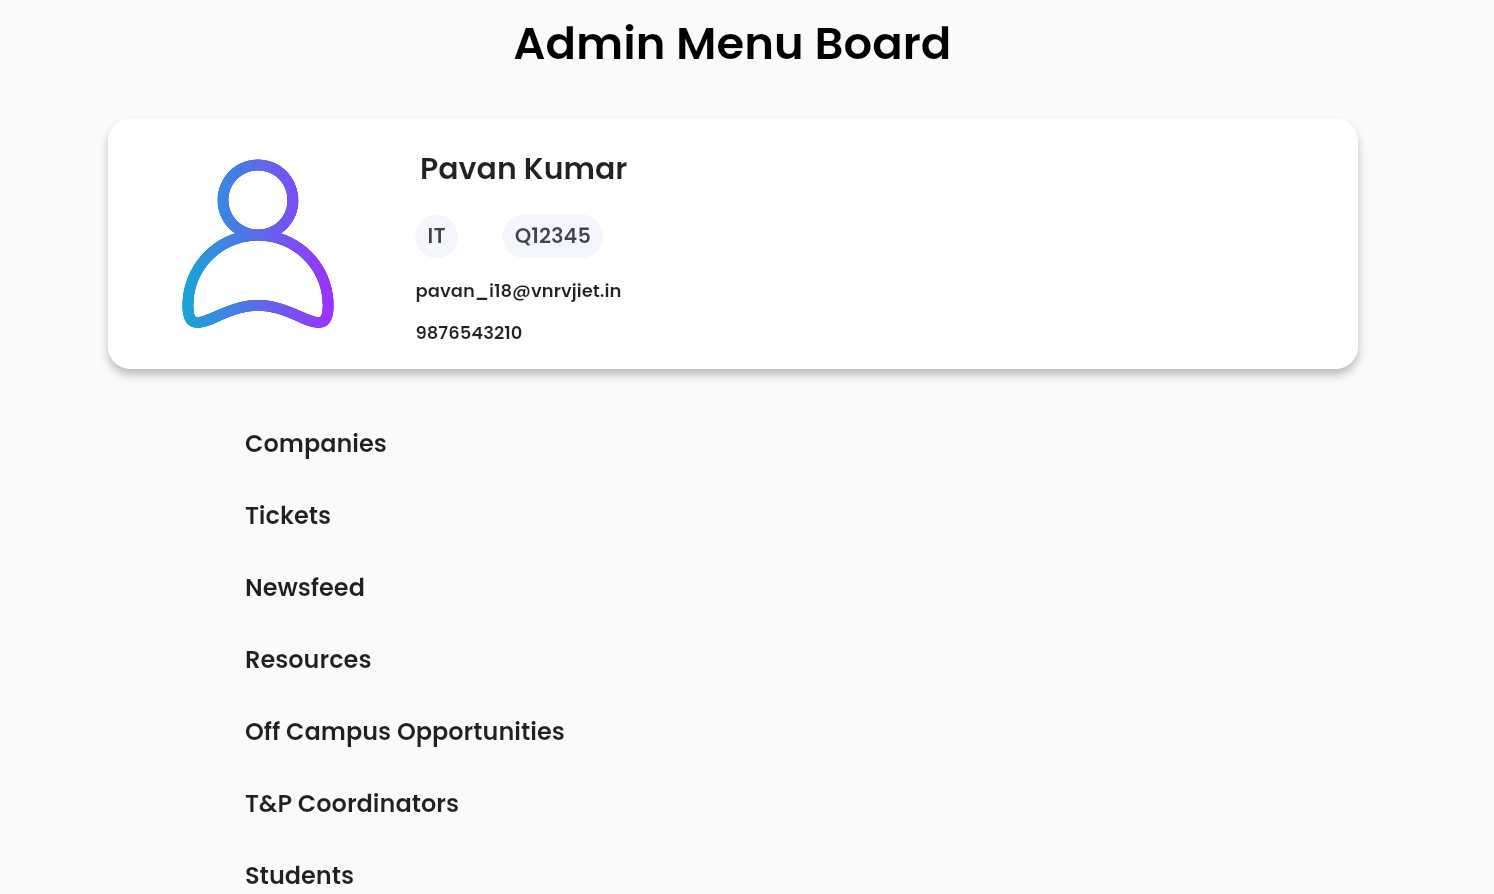 Admin Menu Board
Pavan Kumar
IT Q12345
pavan_i18@vnrvjiet.in
9876543210
Companies
Tickets
Newsfeed
Resources
Off Campus Opportunities
T&P Coordinators
Students